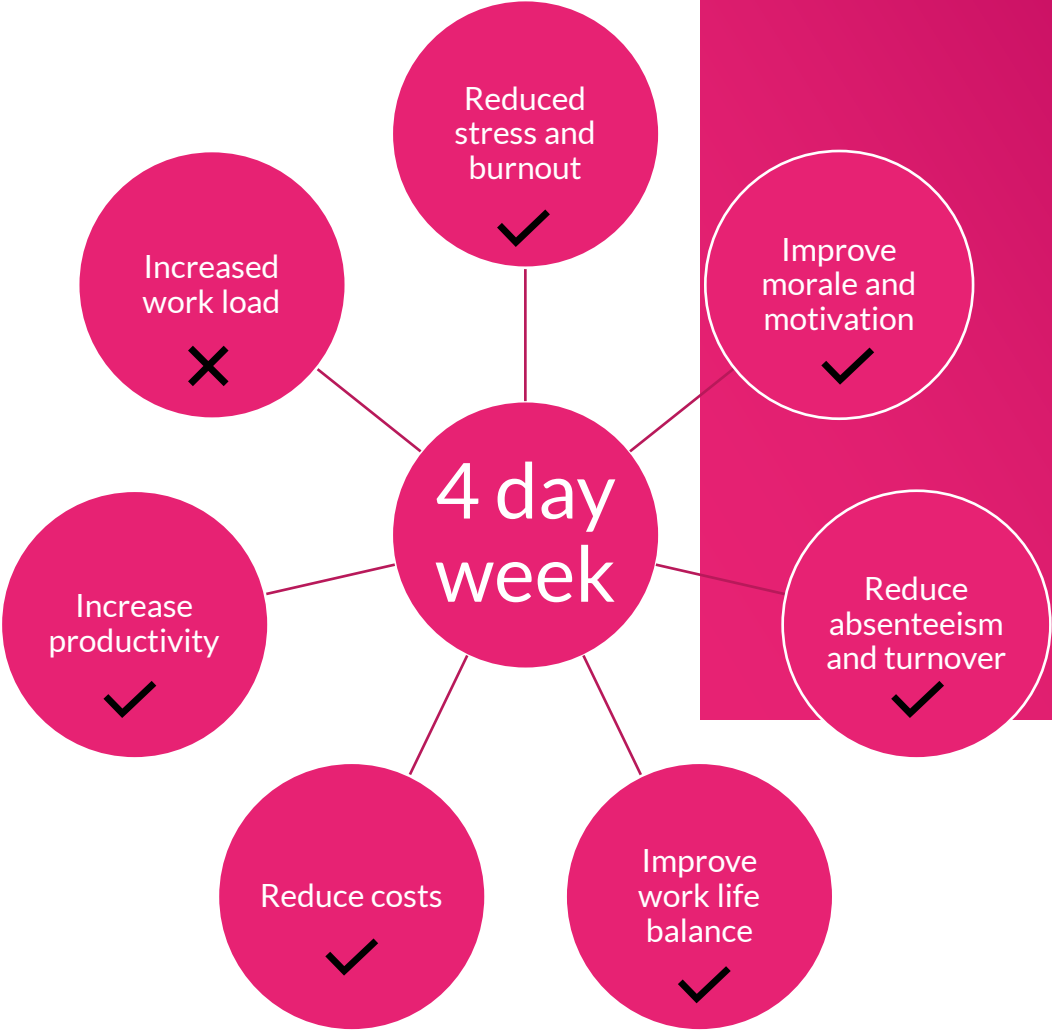 Reduced
stress and
burnout
Improve
morale and
motivation
Reduce
absenteeism
and turnover
Improve
work life
balance
Reduce costs
Increase
productivity
Increased
work load
4 day
week